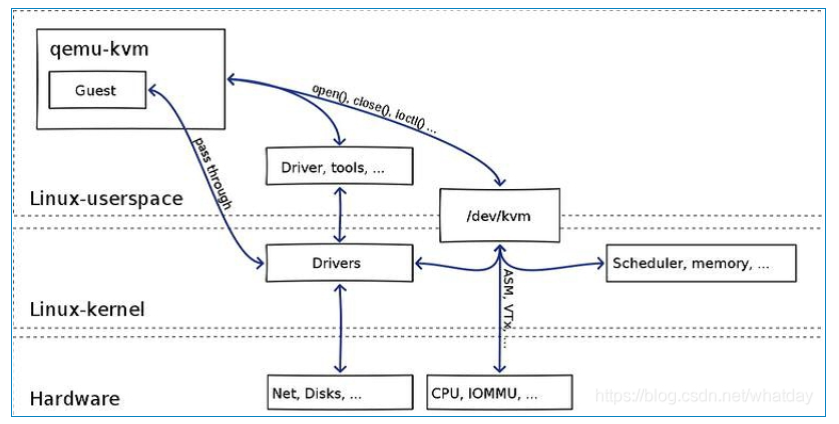 qemu-kvm
Guest
open(), close(), ioctl() ...
pass through
Driver, tools, ...
Linux-userspace
/dev/kvm
Drivers
Scheduler, memory, ...
ASM, VTx, ...
Linux-kernel
Net, Disks, ...
CPU, IOMMU, ...
Hardware
https://blog.csdn.net/whatday